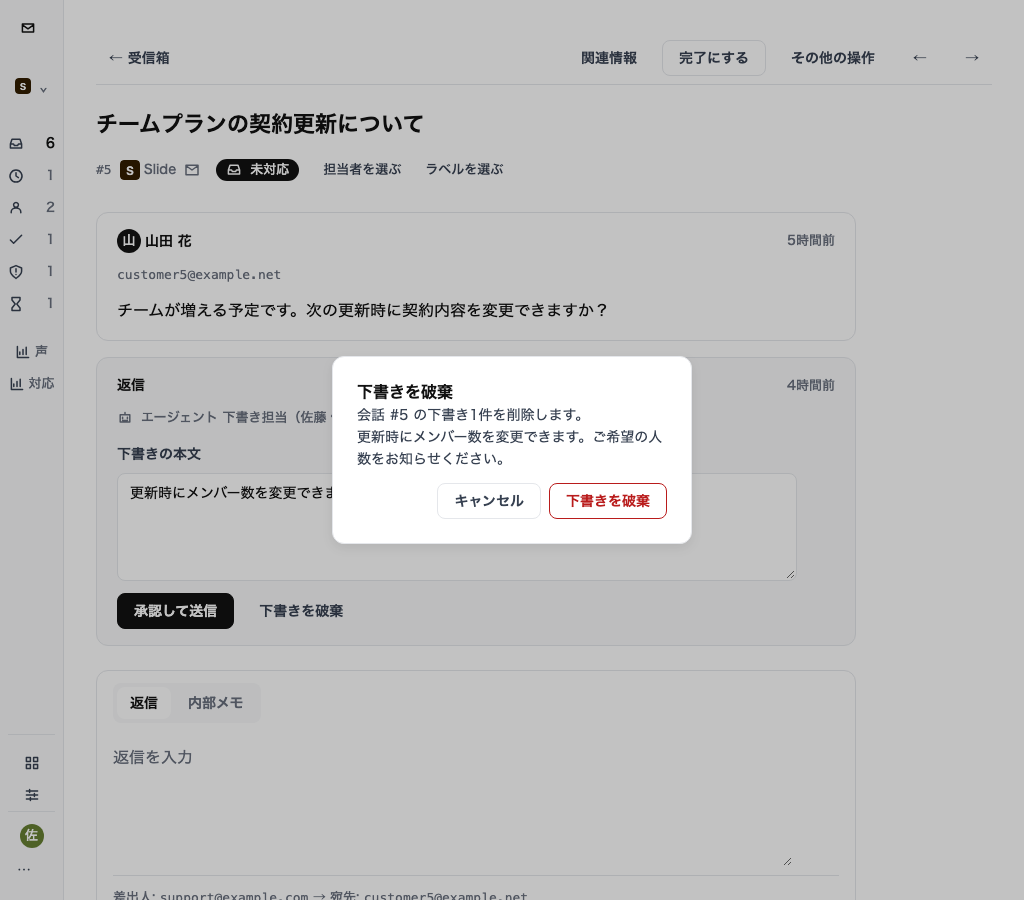 ← 受信箱
関連情報
完了にする
その他の操作
←
→
S
チームプランの契約更新について
#5
S
Slide
未対応
担当者を選ぶ
ラベルを選ぶ
6
1
2
1
1
1
声
対応
山
山田 花
5時間前
customer5@example.net
チームが増える予定です。次の更新時に契約内容を変更できますか？
返信
4時間前
エージェント 下書き担当（佐藤
下書きの本文
更新時にメンバー数を変更できま
下書きを破棄
会話 #5 の下書き1件を削除します。
更新時にメンバー数を変更できます。ご希望の人
数をお知らせください。
キャンセル
下書きを破棄
承認して送信
下書きを破棄
返信
内部メモ
返信を入力
差出人: support@example.com → 宛先: customer5@example.net
佐
…